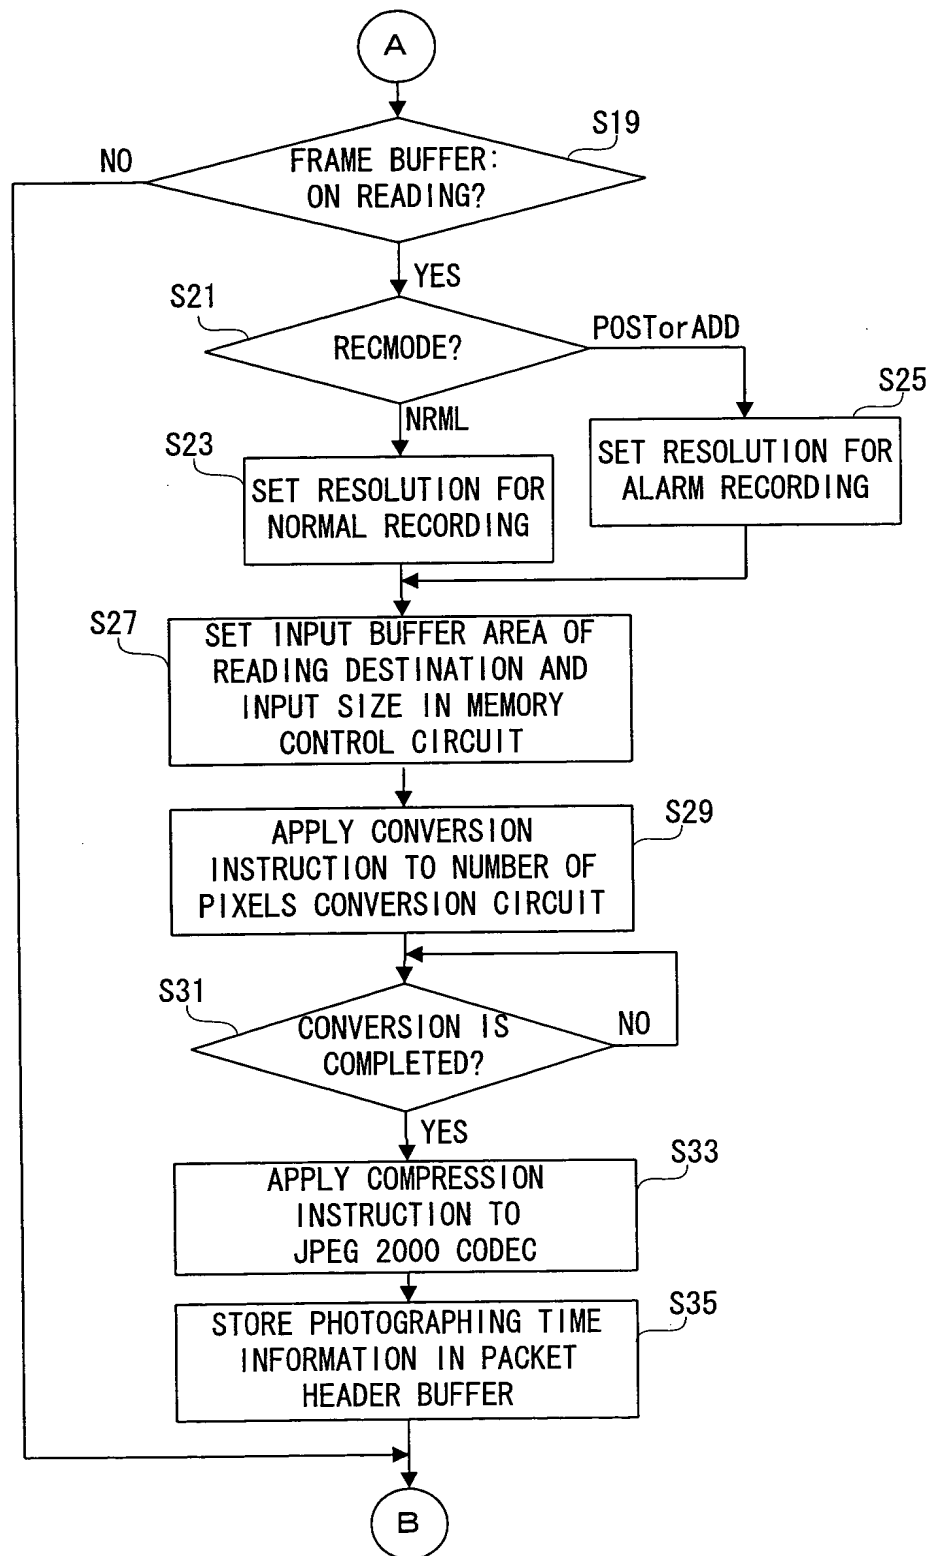 A
S19
NO
FRAME BUFFER:
ON READING?
YES
S21
RECMODE?
POSTorADD
NRML
S25
S23
SET RESOLUTION FOR
ALARM RECORDING
SET RESOLUTION FOR
NORMAL RECORDING
S27
SET INPUT BUFFER AREA OF
READING DESTINATION AND
INPUT SIZE IN MEMORY
CONTROL CIRCUIT
S29
APPLY CONVERSION
INSTRUCTION TO NUMBER OF
PIXELS CONVERSION CIRCUIT
S31
CONVERSION IS
COMPLETED?
NO
YES
S33
APPLY COMPRESSION
INSTRUCTION TO
JPEG 2000 CODEC
S35
STORE PHOTOGRAPHING TIME
INFORMATION IN PACKET
HEADER BUFFER
B